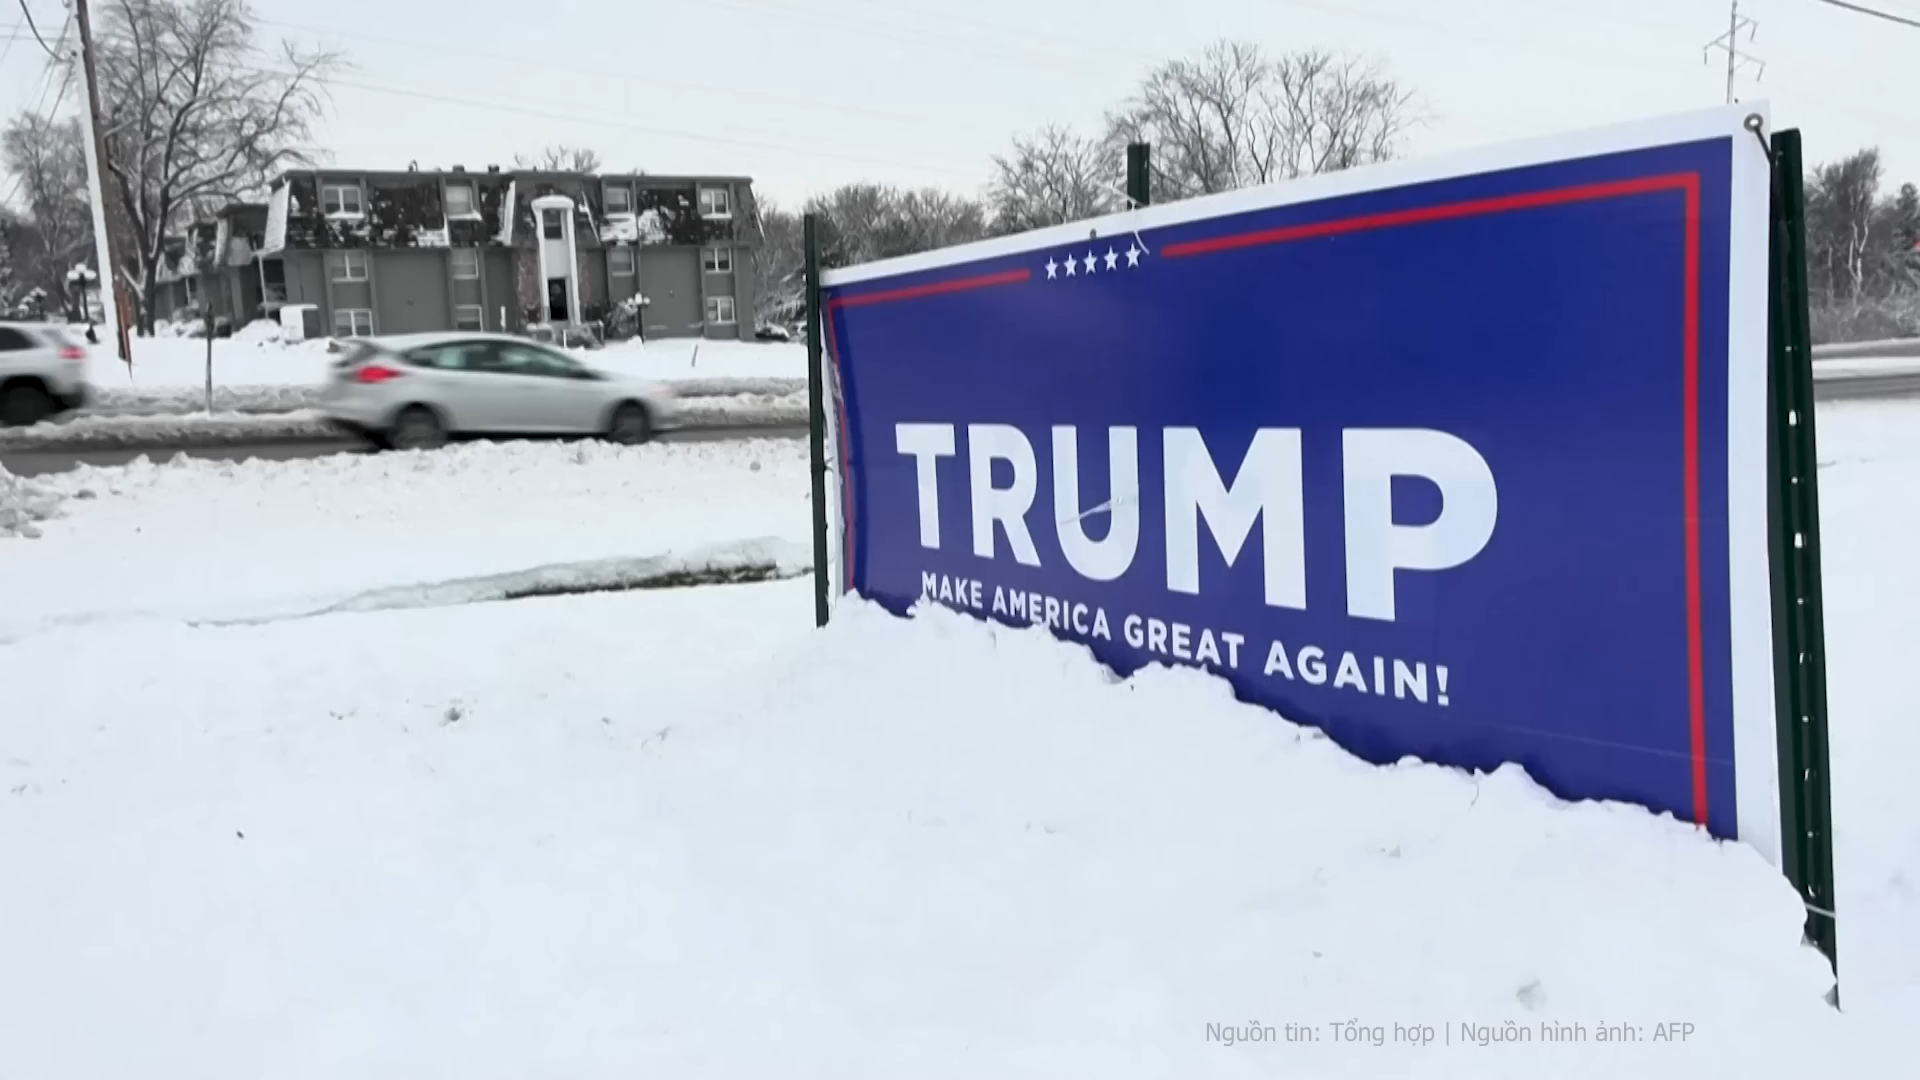 TRUMP
MAKE AMERICA GREAT AGAIN!
Nguồn tin: Tổng hợp | Nguồn hình ảnh: AFP